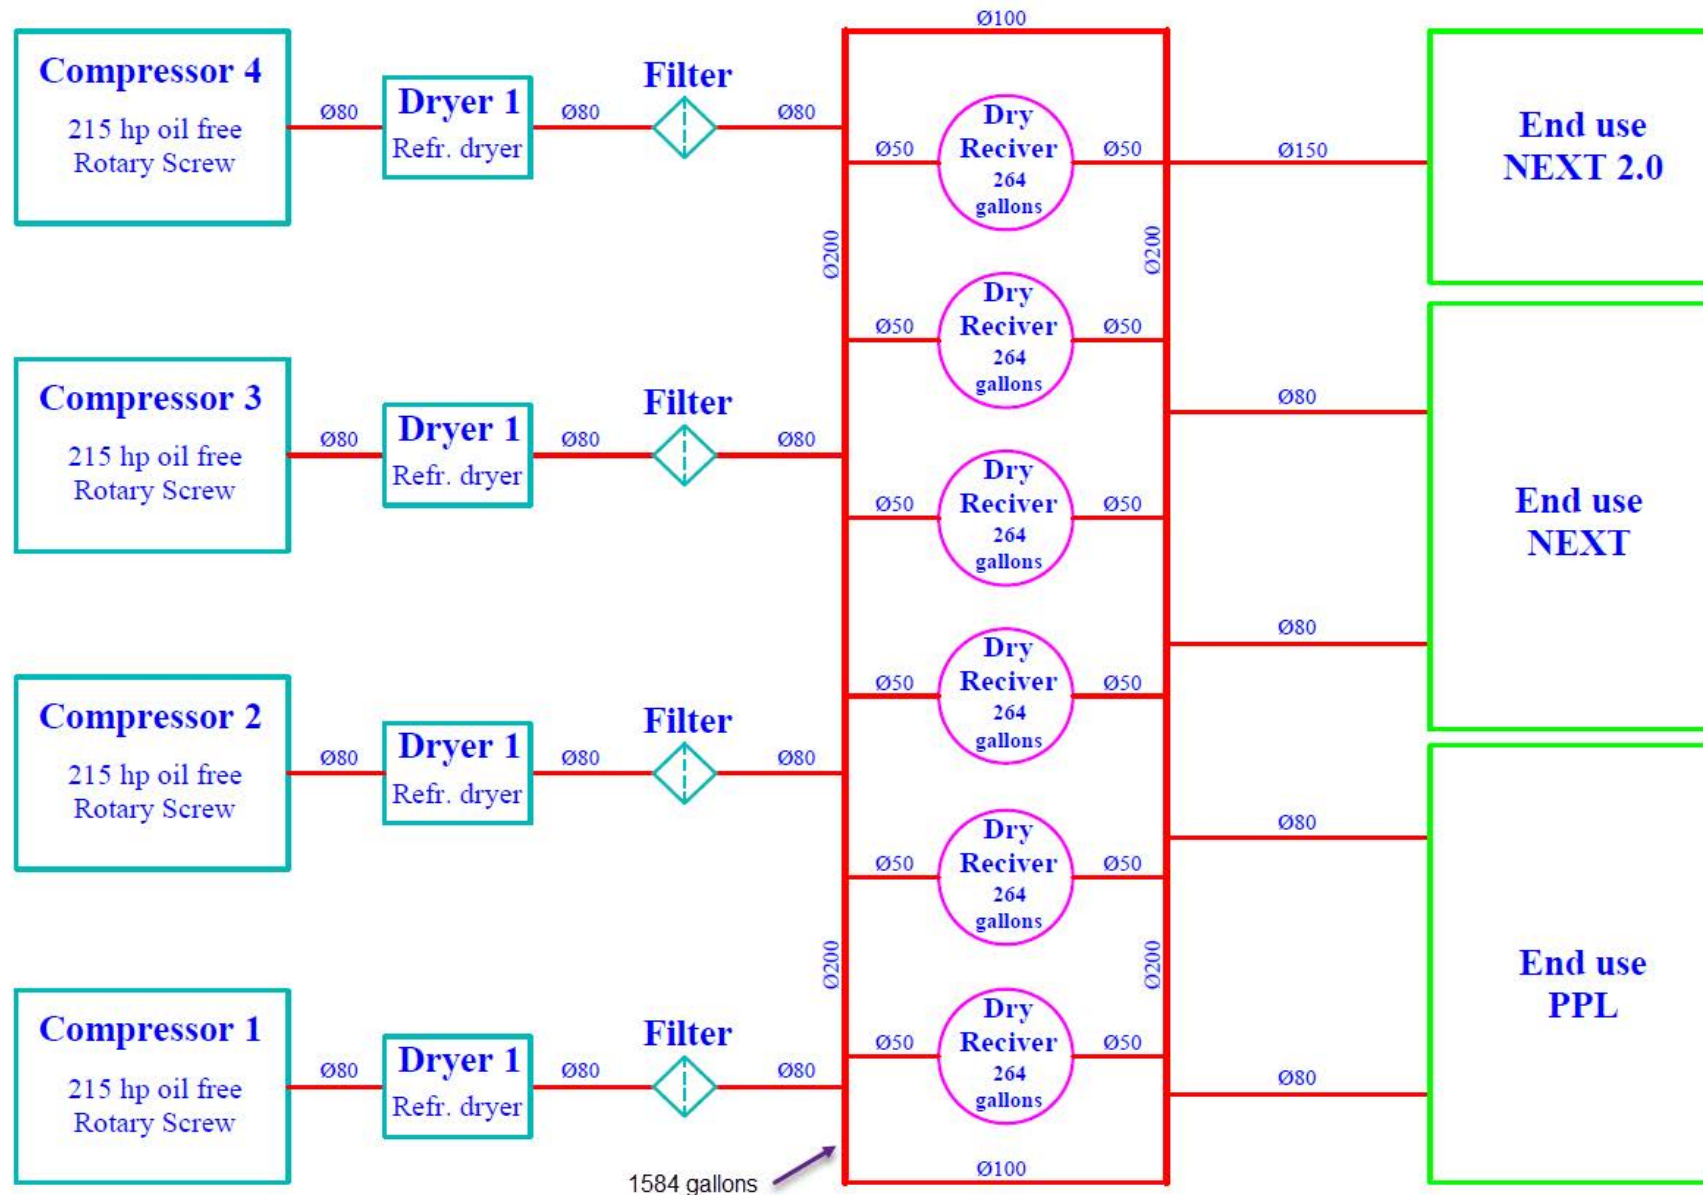 Ø100
Compressor 4
215 hp oil free
Rotary Screw
Ø80
Dryer 1
Refr. dryer
Ø80
Filter
Ø80
Ø50
Dry
Reciver
264
gallons
Ø50
Ø150
End use
NEXT 2.0
Ø200
Ø200
Ø50
Dry
Reciver
264
gallons
Ø50
Compressor 3
215 hp oil free
Rotary Screw
Ø80
Dryer 1
Refr. dryer
Ø80
Filter
Ø80
Ø80
Ø50
Dry
Reciver
264
gallons
Ø50
End use
NEXT
Ø80
Ø50
Dry
Reciver
264
gallons
Ø50
Compressor 2
215 hp oil free
Rotary Screw
Ø80
Dryer 1
Refr. dryer
Ø80
Filter
Ø80
Ø80
Ø50
Dry
Reciver
264
gallons
Ø50
Ø200
Ø200
End use
PPL
Compressor 1
215 hp oil free
Rotary Screw
Ø80
Dryer 1
Refr. dryer
Ø80
Filter
Ø80
Ø50
Dry
Reciver
264
gallons
Ø50
Ø80
Ø100
1584 gallons